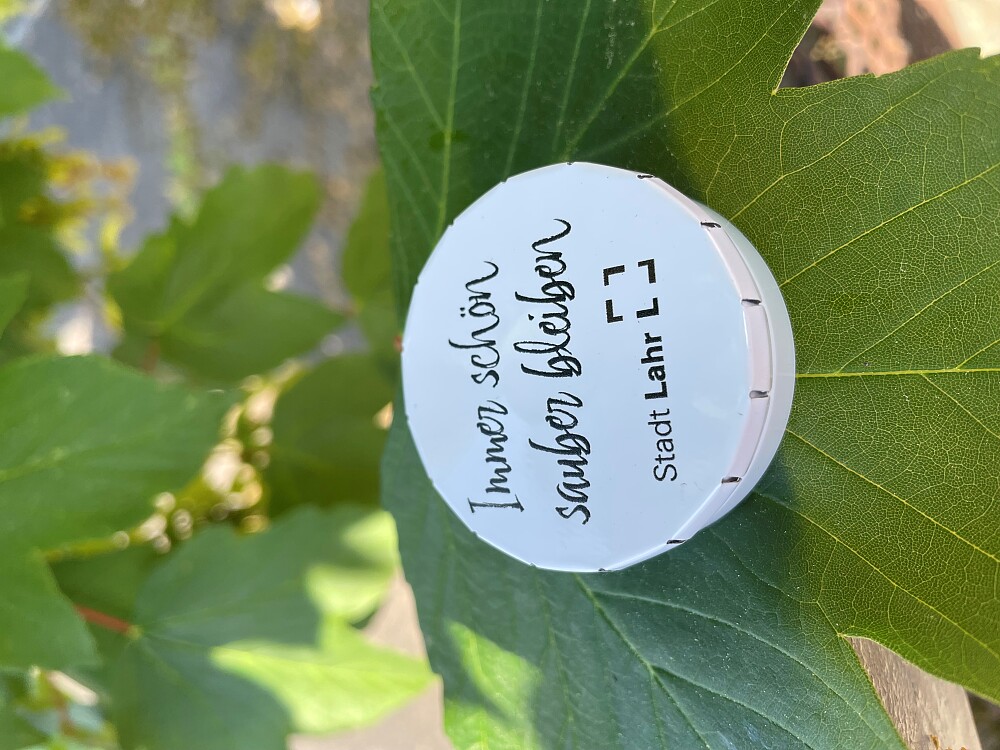 Immer schön
sauber bleiben
Stadt Lahr